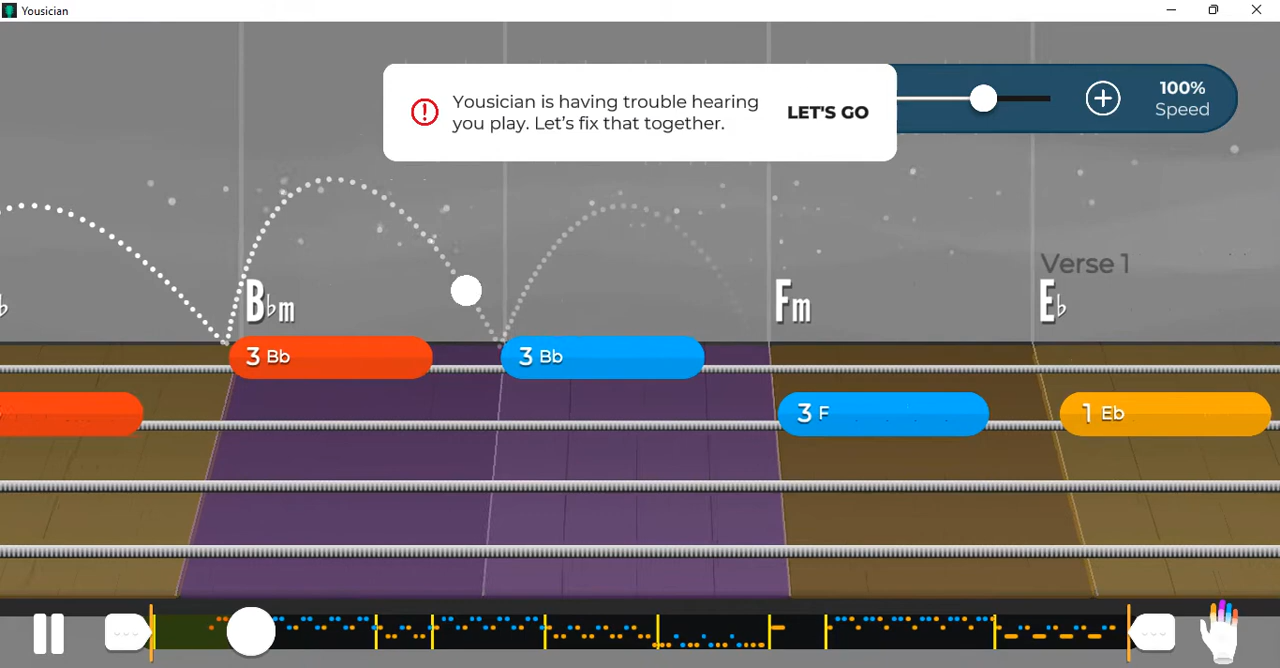 Yousician
Yousician is having trouble hearing
you play. Let's fix that together.
LET'S GO
100%
Speed
Verse 1
B♭m
Fm
E♭
3 Bb
3 Bb
3 F
1 Eb